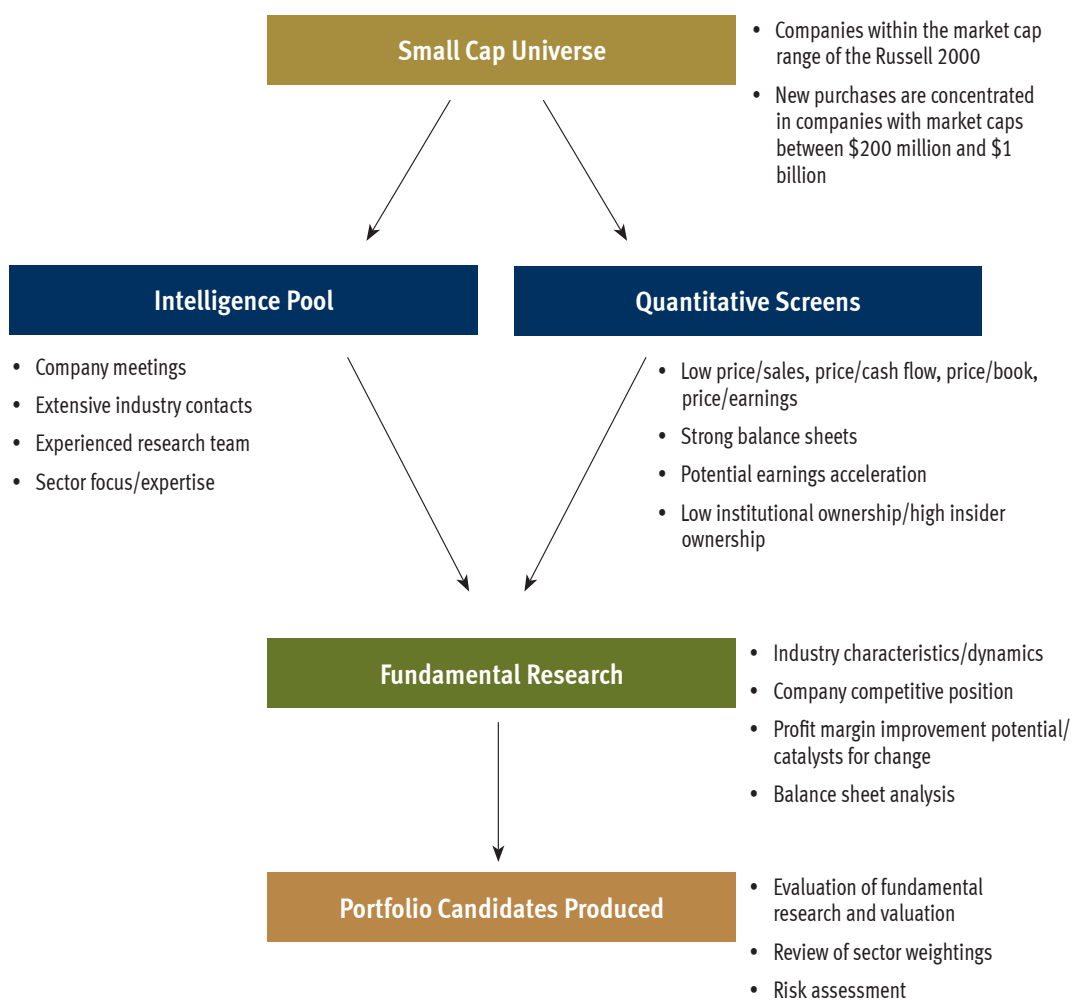 Small Cap Universe
• Companies within the market cap
range of the Russell 2000
• New purchases are concentrated
in companies with market caps
between $200 million and $1
billion
Intelligence Pool
• Company meetings
• Extensive industry contacts
• Experienced research team
• Sector focus/expertise
Quantitative Screens
• Low price/sales, price/cash flow, price/book,
price/earnings
• Strong balance sheets
• Potential earnings acceleration
• Low institutional ownership/high insider
ownership
Fundamental Research
• Industry characteristics/dynamics
• Company competitive position
• Profit margin improvement potential/
catalysts for change
• Balance sheet analysis
Portfolio Candidates Produced
• Evaluation of fundamental
research and valuation
• Review of sector weightings
• Risk assessment